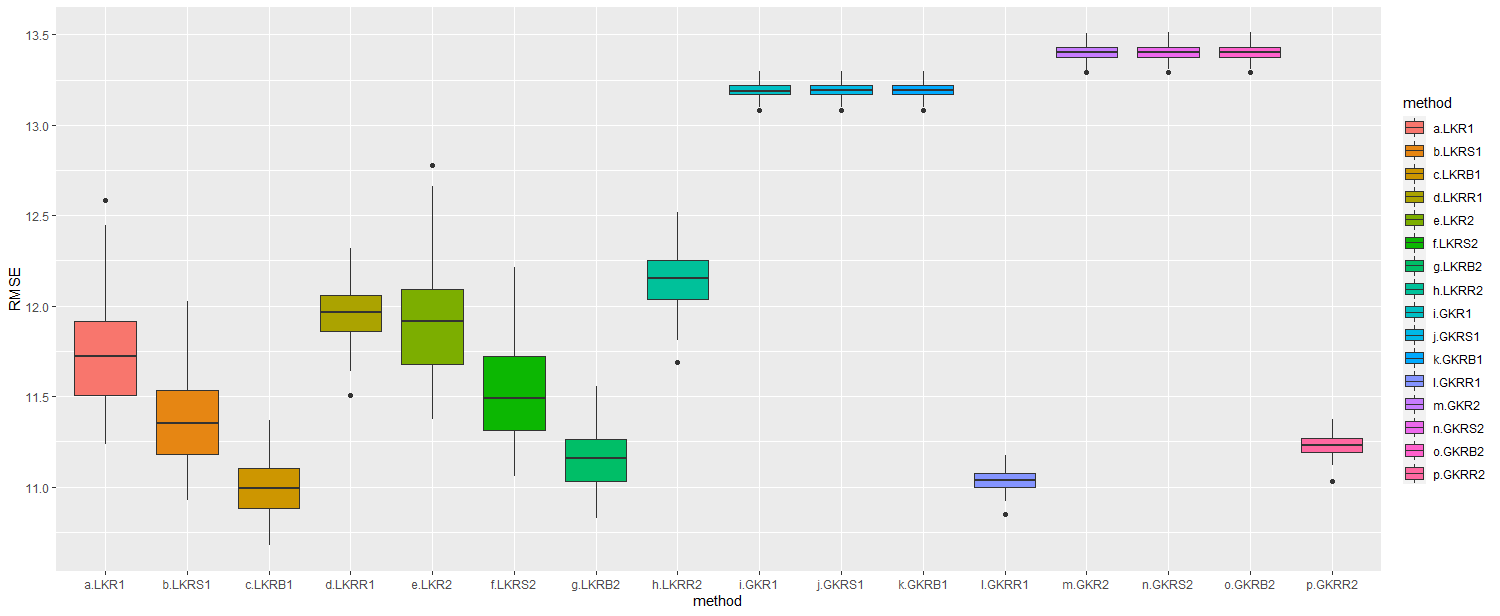 13.5
13.0
12.5
12.0
11.5
11.0
RMSE
a.LKR1 b.LKRS1 c.LKRB1 d.LKRR1 e.LKR2 f.LKRS2 g.LKRB2 h.LKRR2 i.GKR1 j.GKRS1 k.GKRB1 l.GKRR1 m.GKR2 n.GKRS2 o.GKRB2 p.GKRR2
method
method
a.LKR1
b.LKRS1
c.LKRB1
d.LKRR1
e.LKR2
f.LKRS2
g.LKRB2
h.LKRR2
i.GKR1
j.GKRS1
k.GKRB1
l.GKRR1
m.GKR2
n.GKRS2
o.GKRB2
p.GKRR2